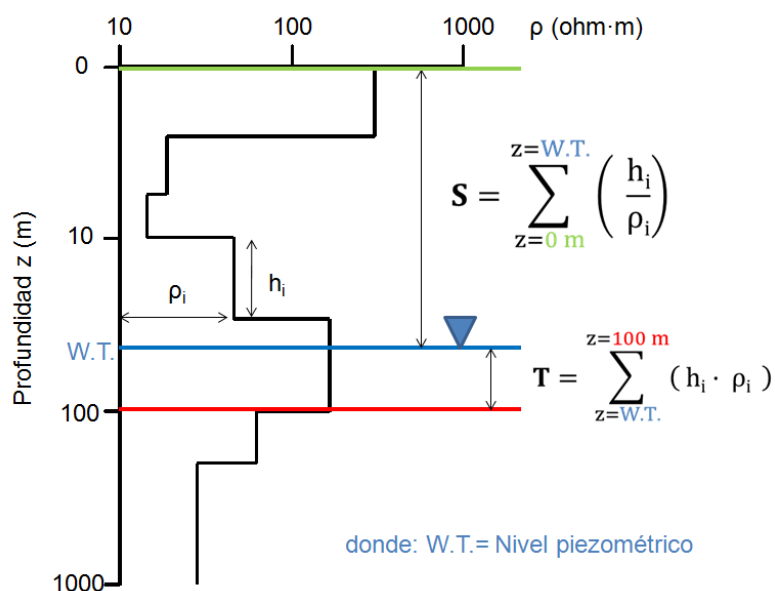 10 100 1000 ρ (ohm·m)
0
10
W.T.
100
1000
Profundidad z (m)
ρi
hi
z=W.T.
S = ∑ ( hi / ρi )
z=0 m
z=100 m
T = ∑ ( hi · ρi )
z=W.T.
donde: W.T.= Nivel piezométrico